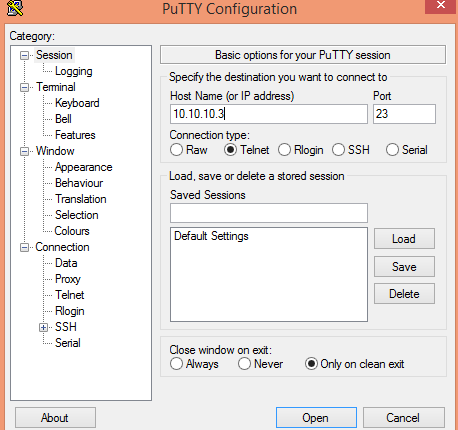 PuTTY Configuration
Category:
Session
Logging
Terminal
Keyboard
Bell
Features
Window
Appearance
Behaviour
Translation
Selection
Colours
Connection
Data
Proxy
Telnet
Rlogin
SSH
Serial
Basic options for your PuTTY session
Specify the destination you want to connect to
Host Name (or IP address) Port
10.10.10.3 23
Connection type:
Raw Telnet Rlogin SSH Serial
Load, save or delete a stored session
Saved Sessions
Default Settings
Load
Save
Delete
Close window on exit:
Always Never Only on clean exit
About Open Cancel